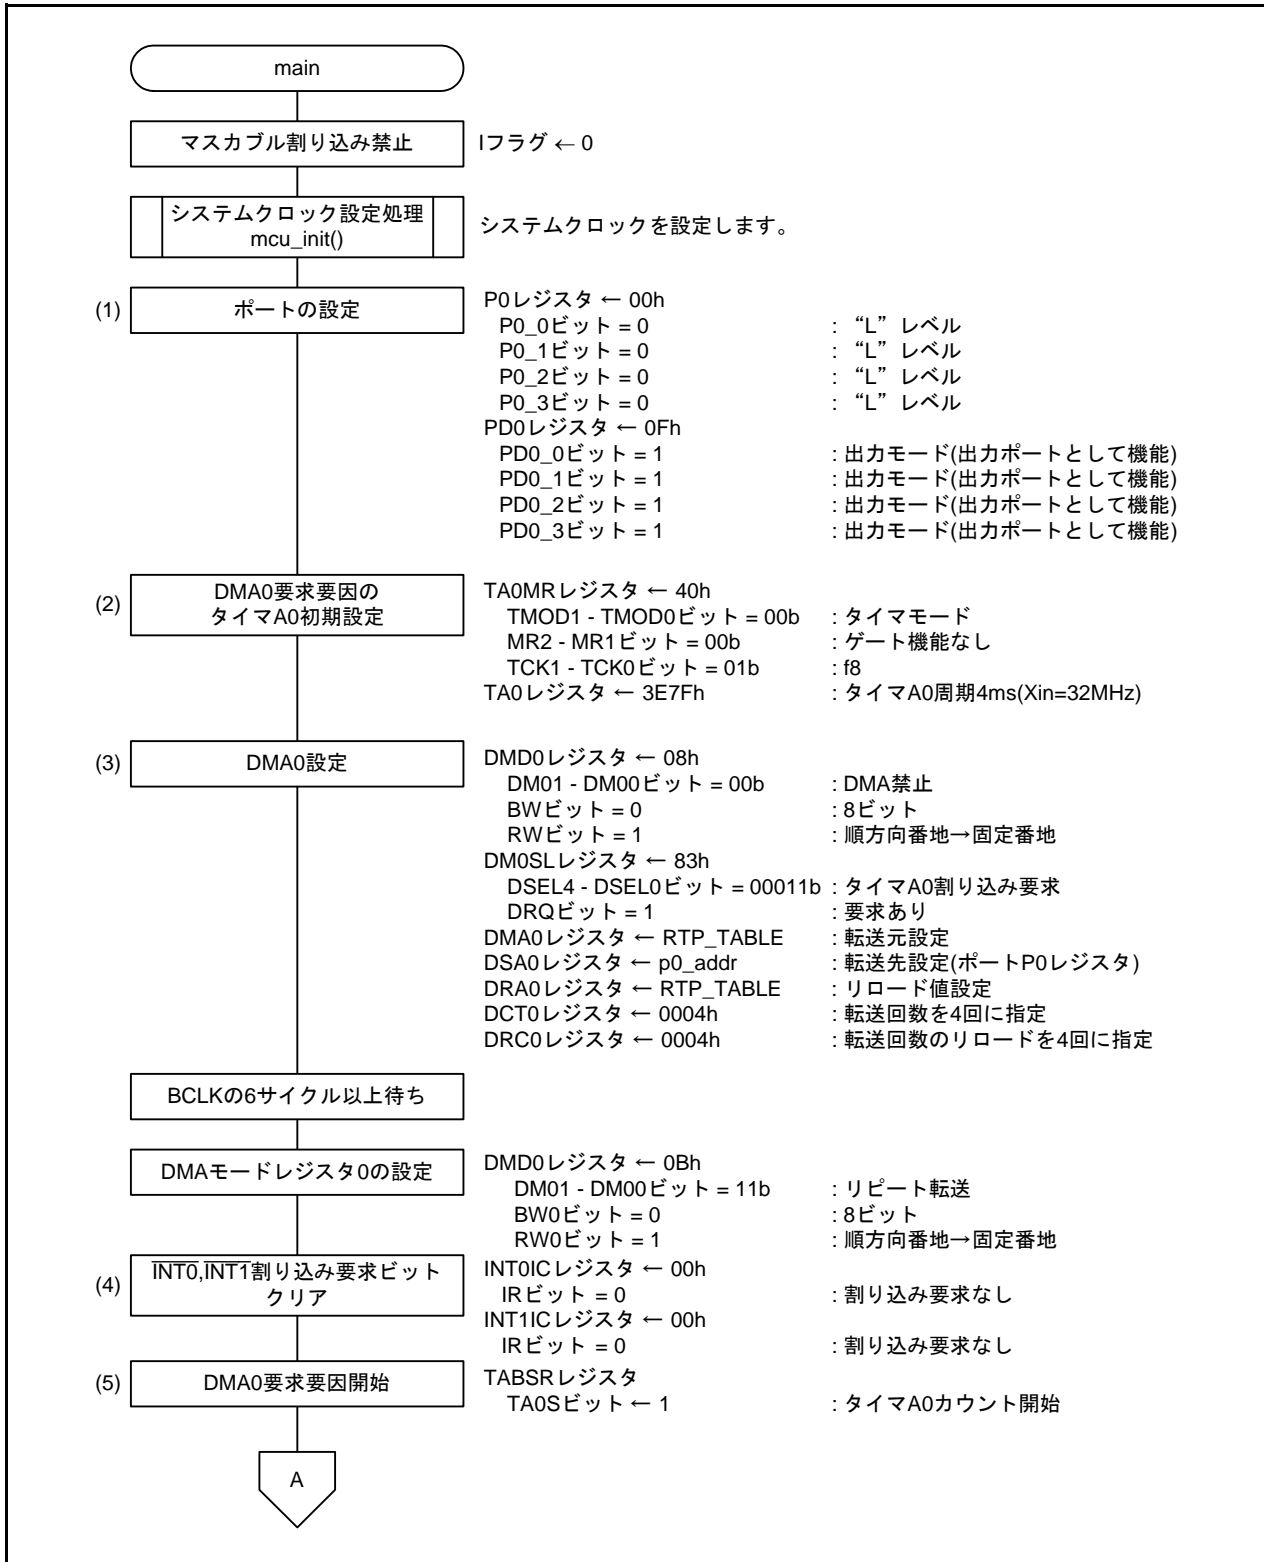 main
マスカブル割り込み禁止 Iフラグ ← 0
システムクロック設定処理
mcu_init()
システムクロックを設定します。
(1) ポートの設定
P0レジスタ ← 00h
P0_0ビット = 0 : “L”レベル
P0_1ビット = 0 : “L”レベル
P0_2ビット = 0 : “L”レベル
P0_3ビット = 0 : “L”レベル
PD0レジスタ ← 0Fh
PD0_0ビット = 1 : 出力モード(出力ポートとして機能)
PD0_1ビット = 1 : 出力モード(出力ポートとして機能)
PD0_2ビット = 1 : 出力モード(出力ポートとして機能)
PD0_3ビット = 1 : 出力モード(出力ポートとして機能)
(2) DMA0要求要因の
タイマA0初期設定
TA0MRレジスタ ← 40h
TMOD1 - TMOD0ビット = 00b : タイマモード
MR2 - MR1ビット = 00b : ゲート機能なし
TCK1 - TCK0ビット = 01b : f8
TA0レジスタ ← 3E7Fh : タイマA0周期4ms(Xin=32MHz)
(3) DMA0設定
DMD0レジスタ ← 08h
DM01 - DM00ビット = 00b : DMA禁止
BWビット = 0 : 8ビット
RWビット = 1 : 順方向番地→固定番地
DM0SLレジスタ ← 83h
DSEL4 - DSEL0ビット = 00011b : タイマA0割り込み要求
DRQビット = 1 : 要求あり
DMA0レジスタ ← RTP_TABLE : 転送元設定
DSA0レジスタ ← p0_addr : 転送先設定(ポートP0レジスタ)
DRA0レジスタ ← RTP_TABLE : リロード値設定
DCT0レジスタ ← 0004h : 転送回数を4回に指定
DRC0レジスタ ← 0004h : 転送回数のリロードを4回に指定
BCLKの6サイクル以上待ち
DMAモードレジスタ0の設定
DMD0レジスタ ← 0Bh
DM01 - DM00ビット = 11b : リピート転送
BW0ビット = 0 : 8ビット
RW0ビット = 1 : 順方向番地→固定番地
(4) INT0,INT1割り込み要求ビット
クリア
INT0ICレジスタ ← 00h
IRビット = 0 : 割り込み要求なし
INT1ICレジスタ ← 00h
IRビット = 0 : 割り込み要求なし
(5) DMA0要求要因開始
TABSRレジスタ
TA0Sビット ← 1 : タイマA0カウント開始
A